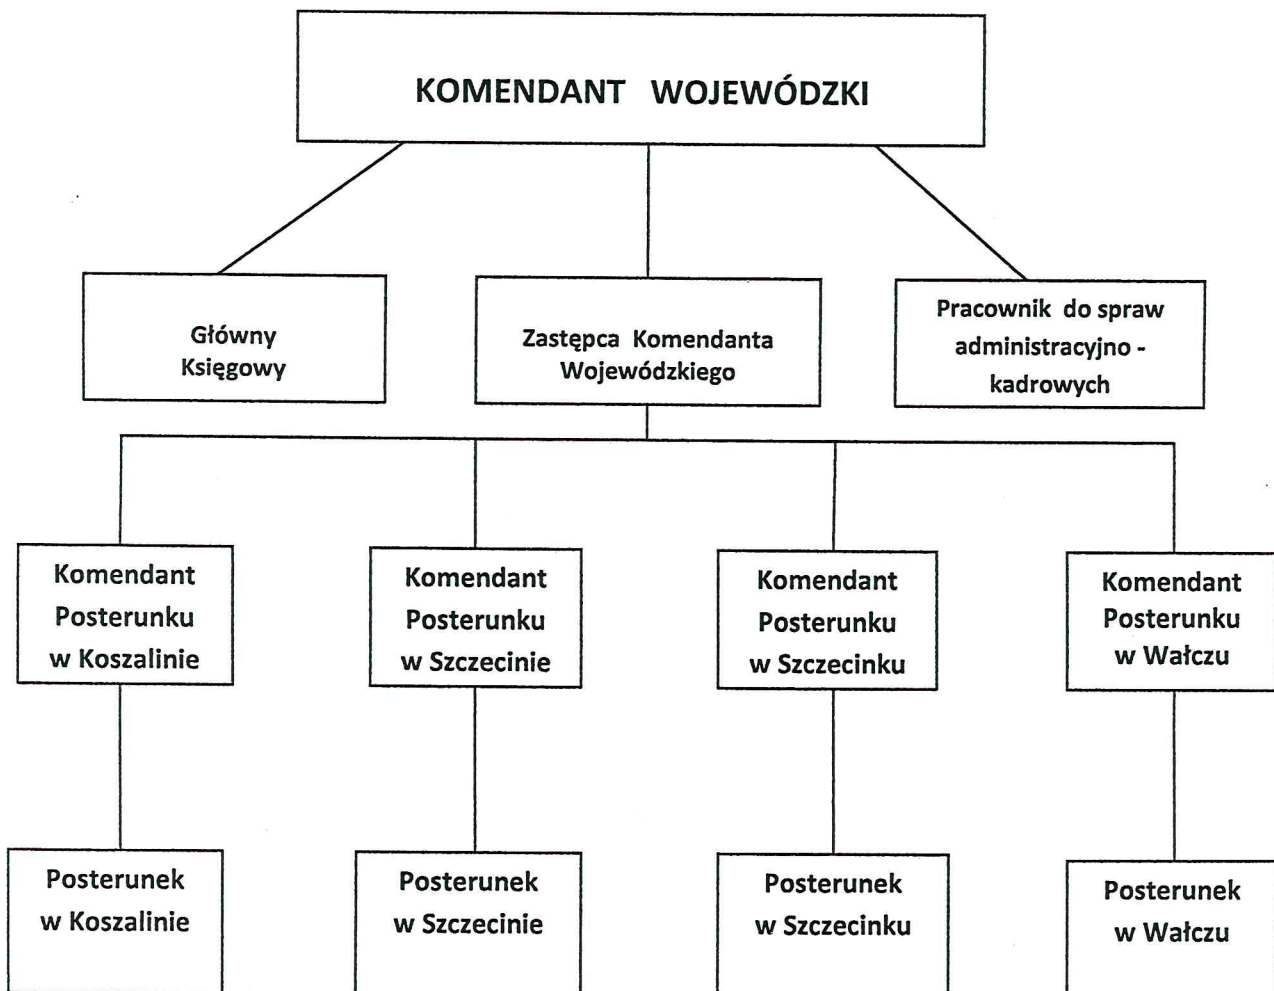 KOMENDANT WOJEWÓDZKI
Główny
Księgowy
Zastępca Komendanta
Wojewódzkiego
Pracownik do spraw
administracyjno -
kadrowych
Komendant
Posterunku
w Koszalinie
Komendant
Posterunku
w Szczecinie
Komendant
Posterunku
w Szczecinku
Komendant
Posterunku
w Wałczu
Posterunek
w Koszalinie
Posterunek
w Szczecinie
Posterunek
w Szczecinku
Posterunek
w Wałczu